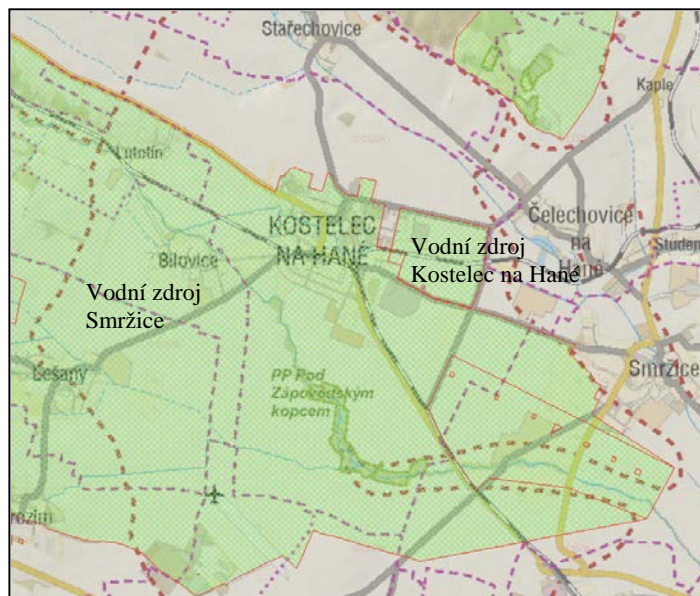 Stařechovice
Kaple
Lutotín
Čelechovice
na
Hané
KOSTELEC
NA HANÉ
Vodní zdroj
Kostelec na Hané
Studen
Bílovice
Vodní zdroj
Smržice
Lešany
Smržice
PP Pod
Zápovědským
kopcem
rozim